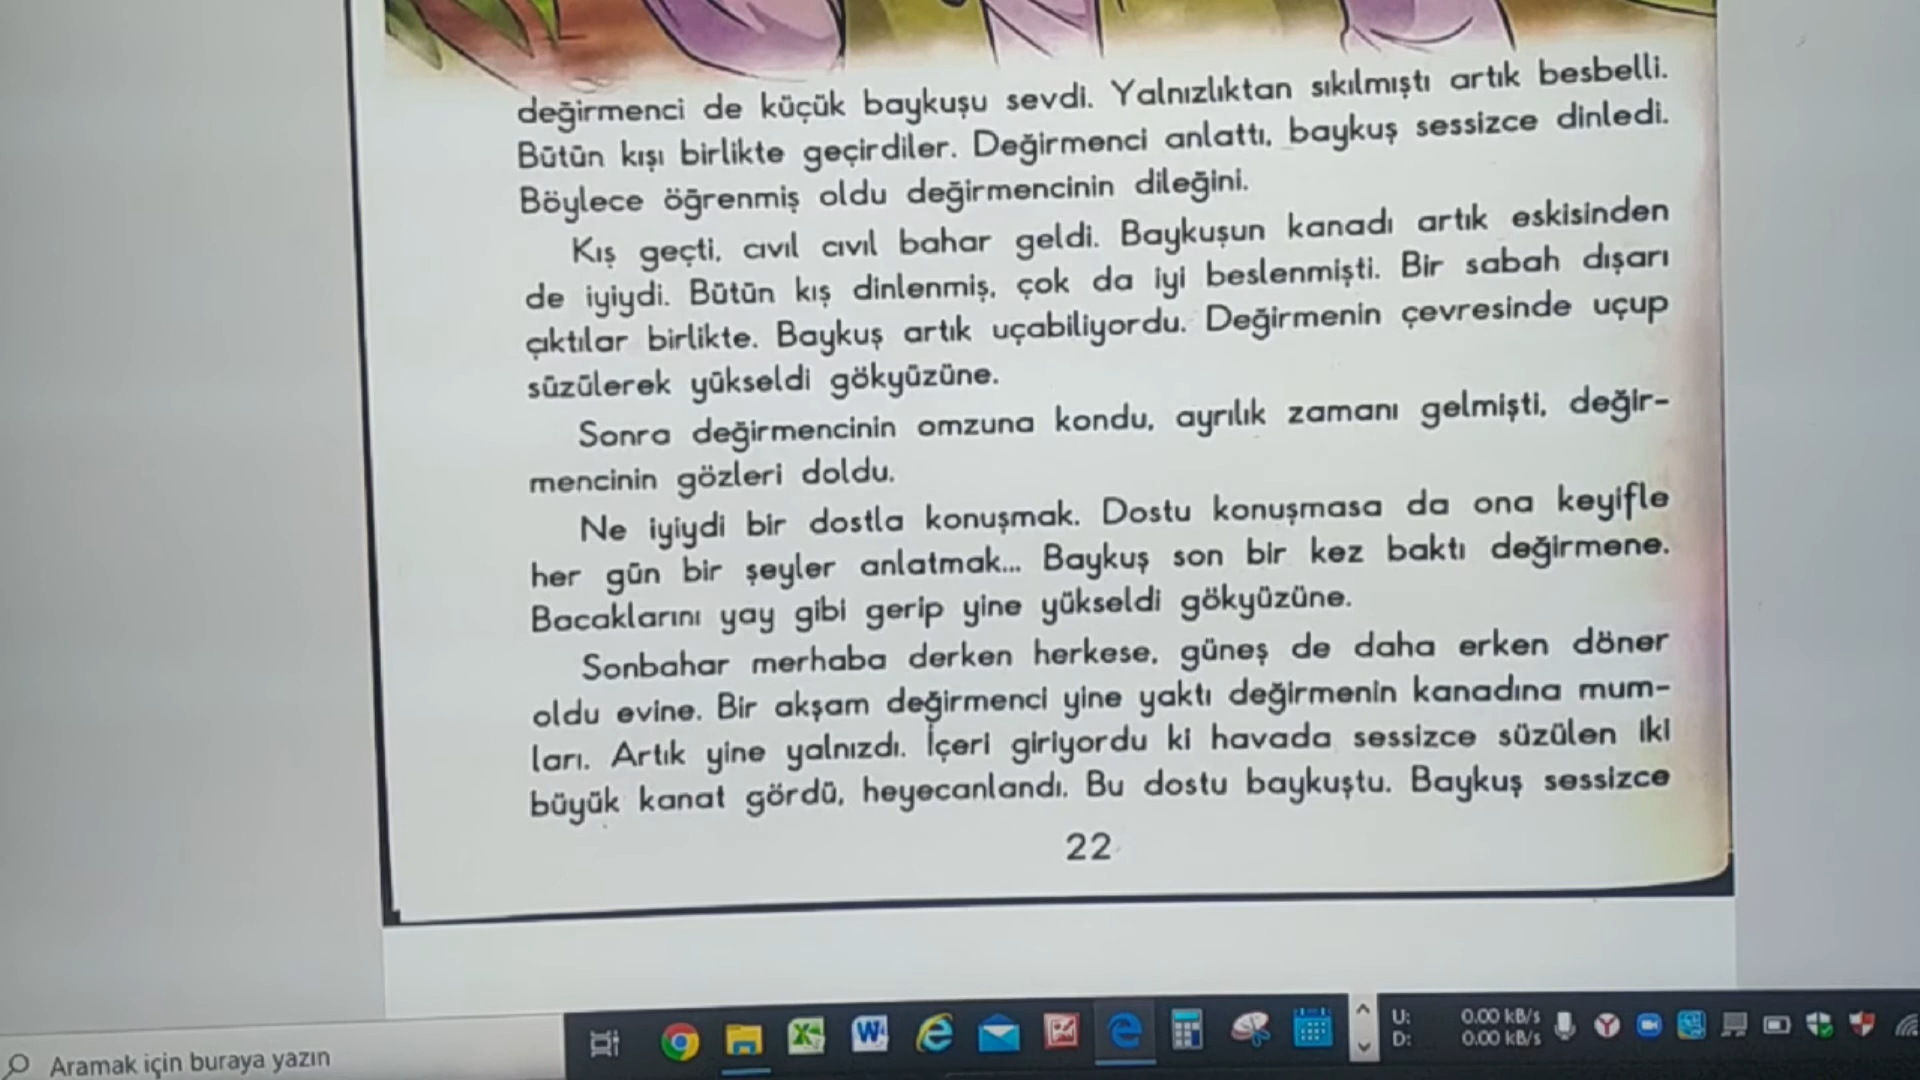 değirmenci de küçük baykuşu sevdi. Yalnızlıktan sıkılmıştı artık besbelli.
Bütün kışı birlikte geçirdiler. Değirmenci anlattı, baykuş sessizce dinledi.
Böylece öğrenmiş oldu değirmencinin dileğini.
Kış geçti, cıvıl cıvıl bahar geldi. Baykuşun kanadı artık eskisinden
de iyiydi. Bütün kış dinlenmiş, çok da iyi beslenmişti. Bir sabah dışarı
çıktılar birlikte. Baykuş artık uçabiliyordu. Değirmenin çevresinde uçup
süzülerek yükseldi gökyüzüne.
Sonra değirmencinin omzuna kondu, ayrılık zamanı gelmişti, değir-
mencinin gözleri doldu.
Ne iyiydi bir dostla konuşmak. Dostu konuşmasa da ona keyifle
her gün bir şeyler anlatmak... Baykuş son bir kez baktı değirmene.
Bacaklarını yay gibi gerip yine yükseldi gökyüzüne.
Sonbahar merhaba derken herkese, güneş de daha erken döner
oldu evine. Bir akşam değirmenci yine yaktı değirmenin kanadına mum-
ları. Artık yine yalnızdı. İçeri giriyordu ki havada sessizce süzülen iki
büyük kanat gördü, heyecanlandı. Bu dostu baykuştu. Baykuş sessizce
22
Aramak için buraya yazın
U: 0.00 kB/s
D: 0.00 kB/s